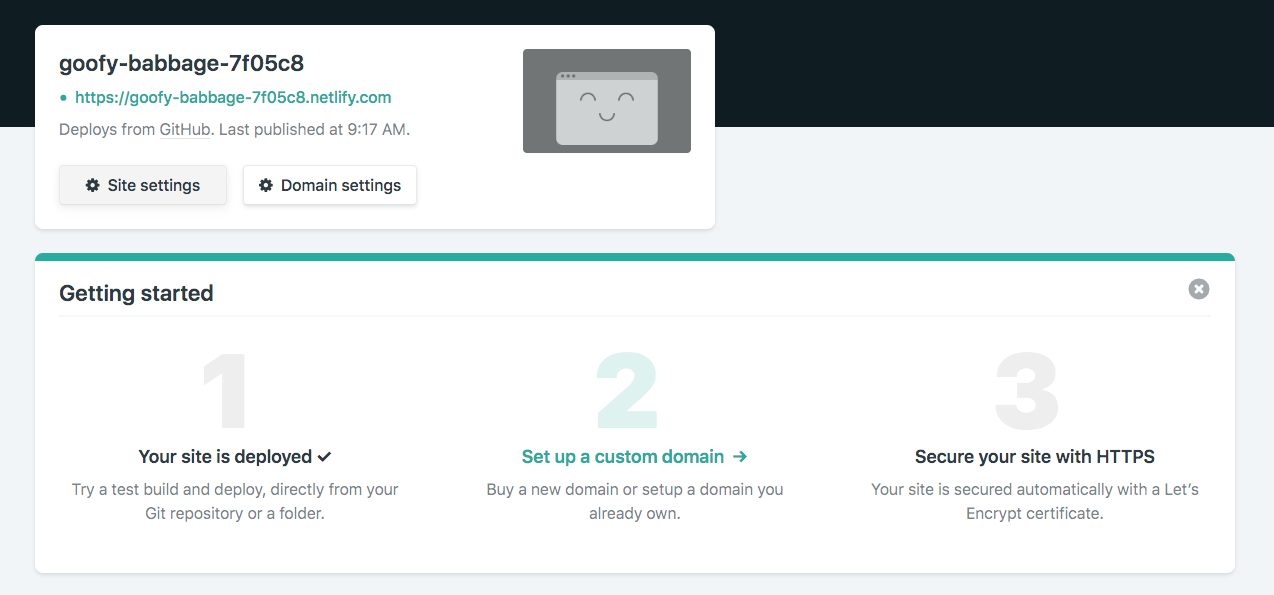 goofy-babbage-7f05c8
• https://goofy-babbage-7f05c8.netlify.com
Deploys from GitHub. Last published at 9:17 AM.
Site settings
Domain settings
Getting started
1
Your site is deployed ✓
Try a test build and deploy, directly from your
Git repository or a folder.
2
Set up a custom domain →
Buy a new domain or setup a domain you
already own.
3
Secure your site with HTTPS
Your site is secured automatically with a Let’s
Encrypt certificate.